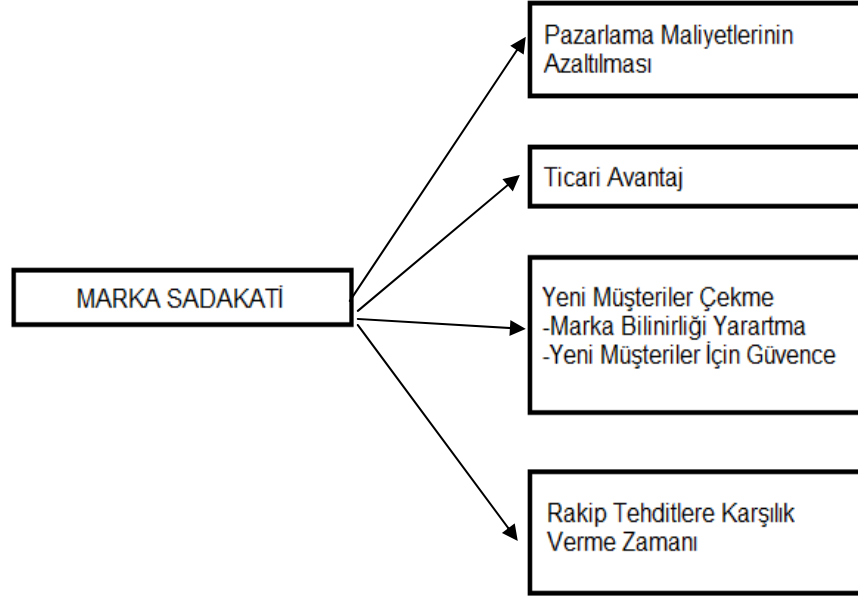 Pazarlama Maliyetlerinin
Azaltılması
Ticari Avantaj
MARKA SADAKATİ
Yeni Müşteriler Çekme
-Marka Bilinirliği Yarartma
-Yeni Müşteriler İçin Güvence
Rakip Tehditlere Karşılık
Verme Zamanı